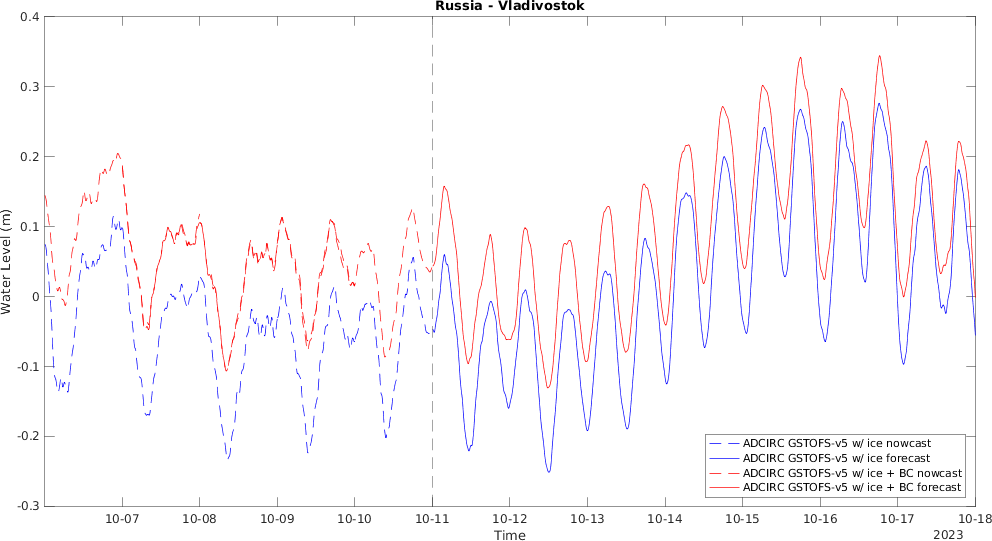 Russia - Vladivostok
0.4
0.3
0.2
0.1
0
-0.1
-0.2
-0.3
Water Level (m)
10-07 10-08 10-09 10-10 10-11 10-12 10-13 10-14 10-15 10-16 10-17 10-18
Time
2023
ADCIRC GSTOFS-v5 w/ ice nowcast
ADCIRC GSTOFS-v5 w/ ice forecast
ADCIRC GSTOFS-v5 w/ ice + BC nowcast
ADCIRC GSTOFS-v5 w/ ice + BC forecast